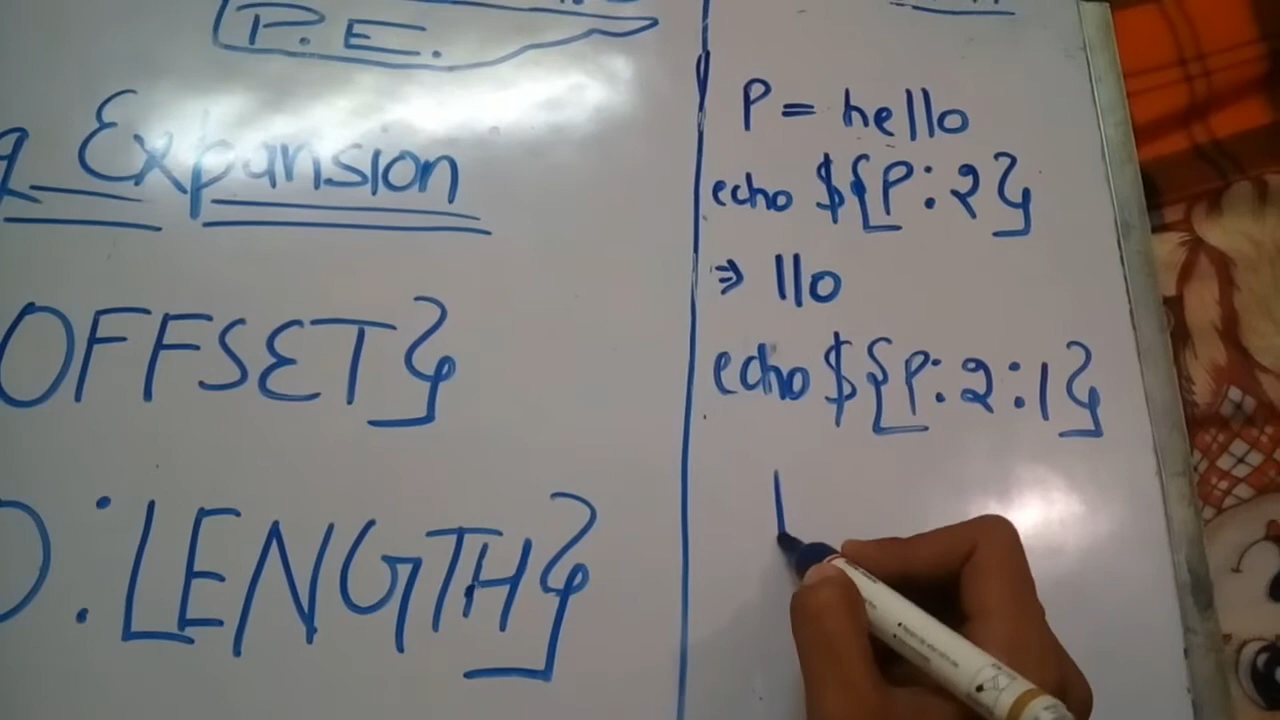 P.E.
Expansion
OFFSET}
:LENGTH}
P = hello
echo ${P:2}
⇒ llo
echo ${P:2:1}
l